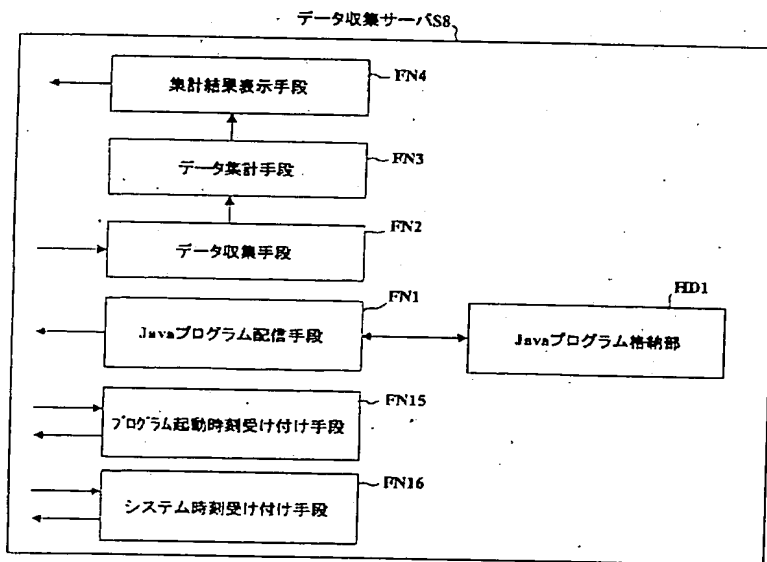 データ収集サーバS8
集計結果表示手段
FN4
データ集計手段
FN3
データ収集手段
FN2
Javaプログラム配信手段
FN1
Javaプログラム格納部
HD1
プログラム起動時刻受け付け手段
FN15
システム時刻受け付け手段
FN16